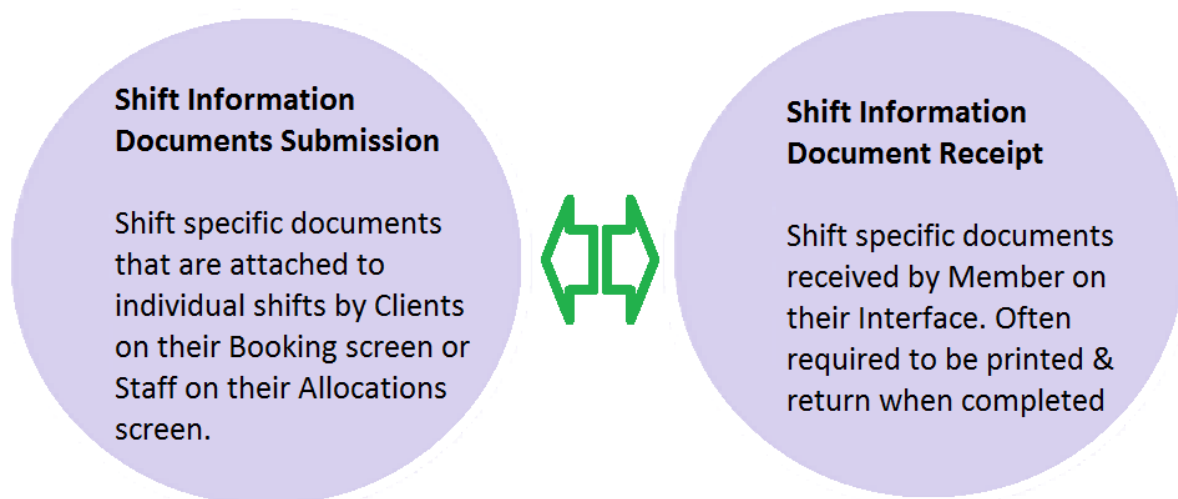 Shift Information
Documents Submission
Shift specific documents
that are attached to
individual shifts by Clients
on their Booking screen or
Staff on their Allocations
screen.
Shift Information
Document Receipt
Shift specific documents
received by Member on
their Interface. Often
required to be printed &
return when completed